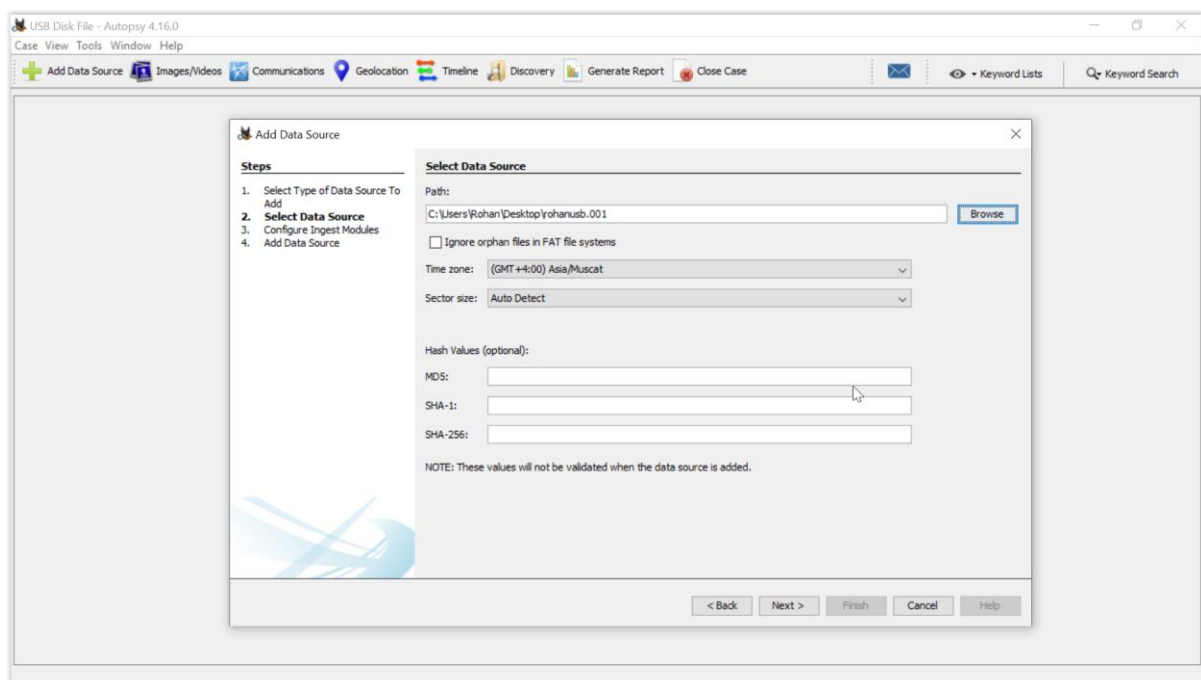 USB Disk File - Autopsy 4.16.0
Case View Tools Window Help
Add Data Source Images/Videos Communications Geolocation Timeline Discovery Generate Report Close Case Keyword Lists Keyword Search
Add Data Source
Steps
1. Select Type of Data Source To
Add
2. Select Data Source
3. Configure Ingest Modules
4. Add Data Source
Select Data Source
Path:
C:\Users\Rohan\Desktop\rohanusb.001
Browse
Ignore orphan files in FAT file systems
Time zone: (GMT+4:00) Asia/Muscat
Sector size: Auto Detect
Hash Values (optional):
MD5:
SHA-1:
SHA-256:
NOTE: These values will not be validated when the data source is added.
< Back Next > Finish Cancel Help